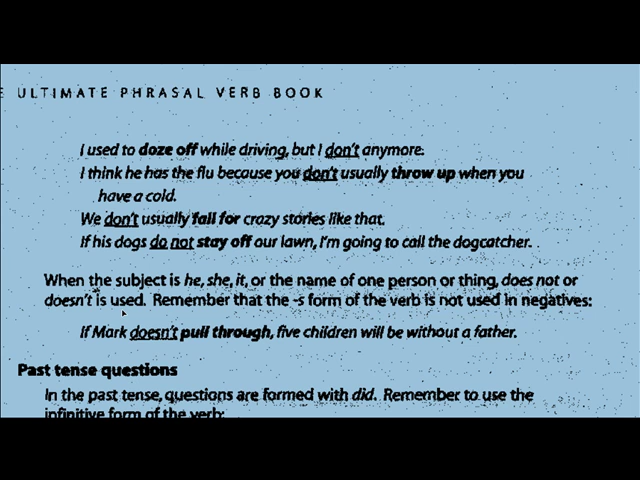 E ULTIMATE PHRASAL VERB BOOK
I used to doze off while driving, but I don't anymore.
I think he has the flu because you don't usually throw up when you
have a cold.
We don't usually fall for crazy stories like that.
If his dogs do not stay off our lawn, I'm going to call the dogcatcher.
When the subject is he, she, it, or the name of one person or thing, does not or
doesn't is used. Remember that the -s form of the verb is not used in negatives:
If Mark doesn't pull through, five children will be without a father.
Past tense questions
In the past tense, questions are formed with did. Remember to use the
infinitive form of the verb: